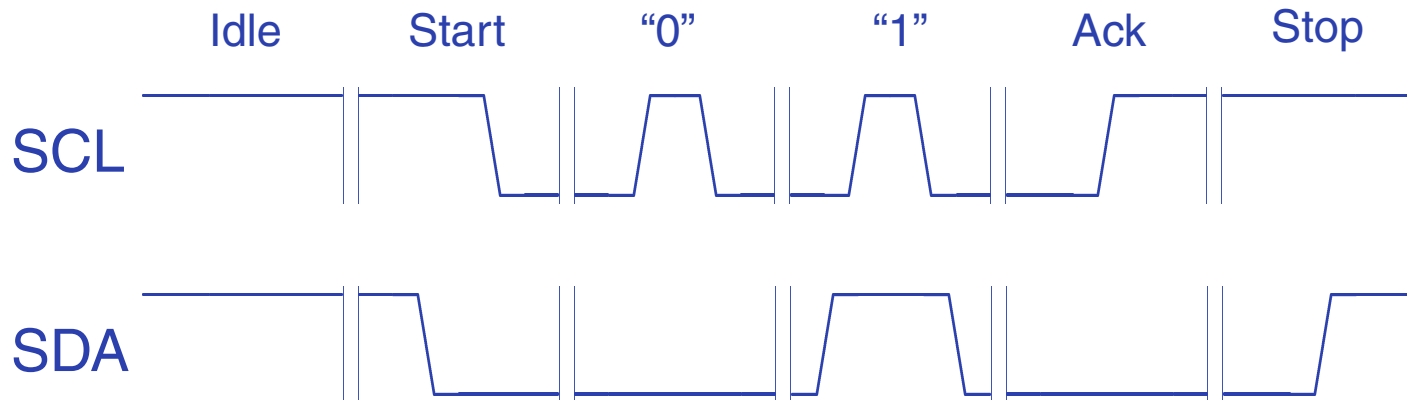 Idle Start “0” “1” Ack Stop
SCL
SDA